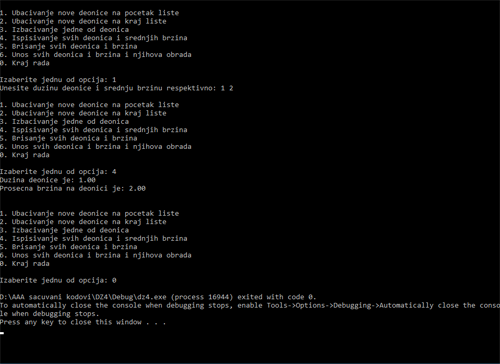 1. Ubacivanje nove deonice na pocetak liste
2. Ubacivanje nove deonice na kraj liste
3. Izbacivanje jedne od deonica
4. Ispisivanje svih deonica i srednjih brzina
5. Brisanje svih deonica i brzina
6. Unos svih deonica i brzina i njihova obrada
0. Kraj rada
Izaberite jednu od opcija: 1
Unesite duzinu deonice i srednju brzinu respektivno: 1 2
1. Ubacivanje nove deonice na pocetak liste
2. Ubacivanje nove deonice na kraj liste
3. Izbacivanje jedne od deonica
4. Ispisivanje svih deonica i srednjih brzina
5. Brisanje svih deonica i brzina
6. Unos svih deonica i brzina i njihova obrada
0. Kraj rada
Izaberite jednu od opcija: 4
Duzina deonice je: 1.00
Prosecna brzina na deonici je: 2.00
1. Ubacivanje nove deonice na pocetak liste
2. Ubacivanje nove deonice na kraj liste
3. Izbacivanje jedne od deonica
4. Ispisivanje svih deonica i srednjih brzina
5. Brisanje svih deonica i brzina
6. Unos svih deonica i brzina i njihova obrada
0. Kraj rada
Izaberite jednu od opcija: 0
D:\AAA sacuvani kodovi\DZ4\Debug\dz4.exe (process 16944) exited with code 0.
To automatically close the console when debugging stops, enable Tools->Options->Debugging->Automatically close the conso
le when debugging stops.
Press any key to close this window . . .